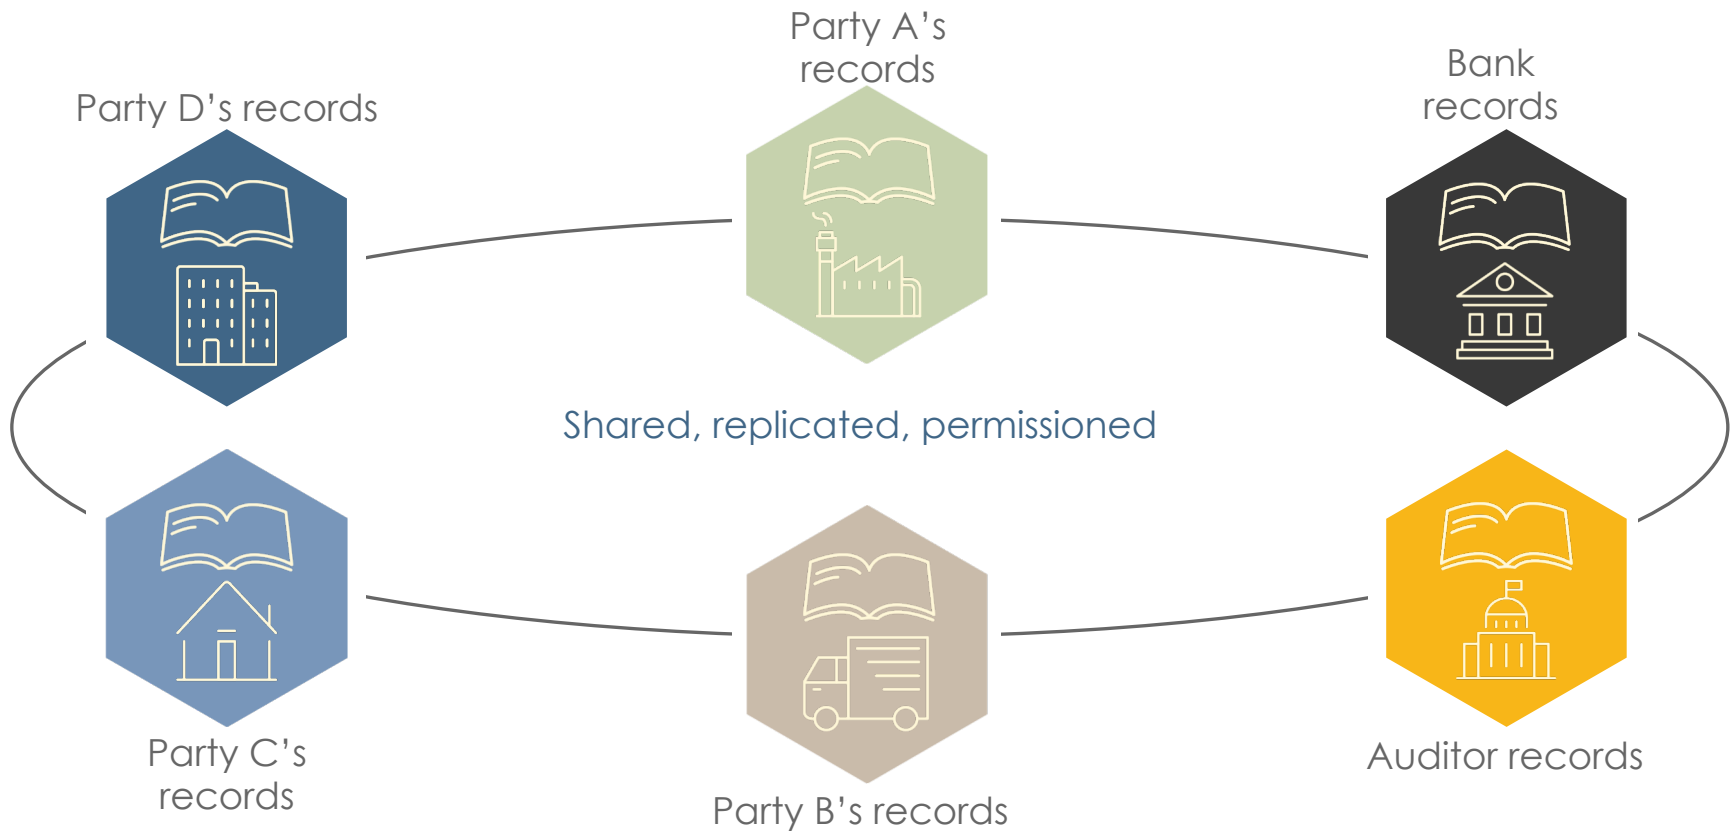 Party A’s
records
Bank
records
Party D’s records
Shared, replicated, permissioned
Party C’s
records
Party B’s records
Auditor records